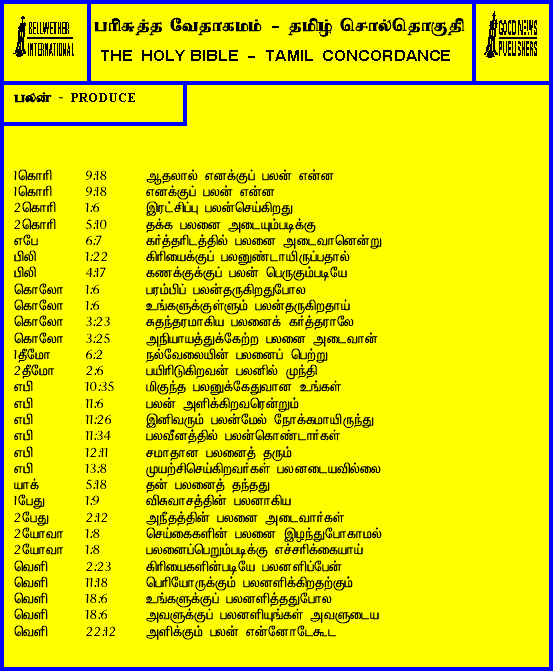 BELLWETHER INTERNATIONAL
பரிசுத்த வேதாகமம் - தமிழ் சொல்தொகுதி
THE HOLY BIBLE - TAMIL CONCORDANCE
GOOD NEWS PUBLISHERS
பலன் - PRODUCE
1கொரி 9:18 ஆதலால் எனக்குப் பலன் என்ன
1கொரி 9:18 எனக்குப் பலன் என்ன
2கொரி 1:6 இரட்சிப்பு பலன்செய்கிறது
2கொரி 5:10 தக்க பலனை அடையும்படிக்கு
எபே 6:7 கர்த்தரிடத்தில் பலனை அடைவானென்று
பிலி 1:22 கிரியைக்குப் பலனுண்டாயிருப்பதால்
பிலி 4:17 கணக்குக்குப் பலன் பெருகும்படியே
கொலோ 1:6 பரம்பிப் பலன்தருகிறதுபோல
கொலோ 1:6 உங்களுக்குள்ளும் பலன்தருகிறதாய்
கொலோ 3:23 சுதந்தரமாகிய பலனைக் கர்த்தராலே
கொலோ 3:25 அநியாயத்துக்கேற்ற பலனை அடைவான்
1தீமோ 6:2 நல்வேலையின் பலனைப் பெற்று
2தீமோ 2:6 பயிரிடுகிறவன் பலனில் முந்தி
எபி 10:35 மிகுந்த பலனுக்கேதுவான உங்கள்
எபி 11:6 பலன் அளிக்கிறவரென்றும்
எபி 11:26 இனிவரும் பலன்மேல் நோக்கமாயிருந்து
எபி 11:34 பலவீனத்தில் பலன்கொண்டார்கள்
எபி 12:11 சமாதான பலனைத் தரும்
எபி 13:8 முயற்சிசெய்கிறவர்கள் பலனடையவில்லை
யாக் 5:18 தன் பலனைத் தந்தது
1பேது 1:9 விசுவாசத்தின் பலனாகிய
2பேது 2:12 அநீதத்தின் பலனை அடைவார்கள்
2யோவா 1:8 செய்கைகளின் பலனை இழந்துபோகாமல்
2யோவா 1:8 பலனைப்பெறும்படிக்கு எச்சரிக்கையாய்
வெளி 2:23 கிரியைகளின்படியே பலனளிப்பேன்
வெளி 11:18 பெரியோருக்கும் பலனளிக்கிறதற்கும்
வெளி 18:6 உங்களுக்குப் பலனளித்ததுபோல
வெளி 18:6 அவளுக்குப் பலனளியுங்கள் அவளுடைய
வெளி 22:12 அளிக்கும் பலன் என்னோடேகூட